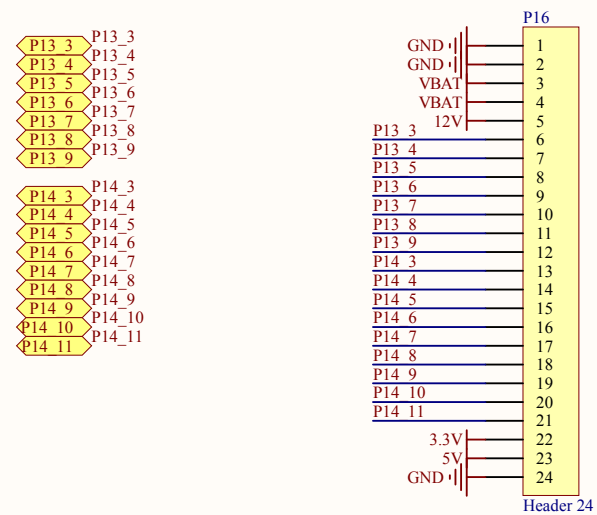 P13_3 P13_3
P13_4 P13_4
P13_5 P13_5
P13_6 P13_6
P13_7 P13_7
P13_8 P13_8
P13_9 P13_9
P14_3 P14_3
P14_4 P14_4
P14_5 P14_5
P14_6 P14_6
P14_7 P14_7
P14_8 P14_8
P14_9 P14_9
P14_10 P14_10
P14_11 P14_11
P16
GND 1
GND 2
VBAT 3
VBAT 4
12V 5
P13_3 6
P13_4 7
P13_5 8
P13_6 9
P13_7 10
P13_8 11
P13_9 12
P14_3 13
P14_4 14
P14_5 15
P14_6 16
P14_7 17
P14_8 18
P14_9 19
P14_10 20
P14_11 21
3.3V 22
5V 23
GND 24
Header 24